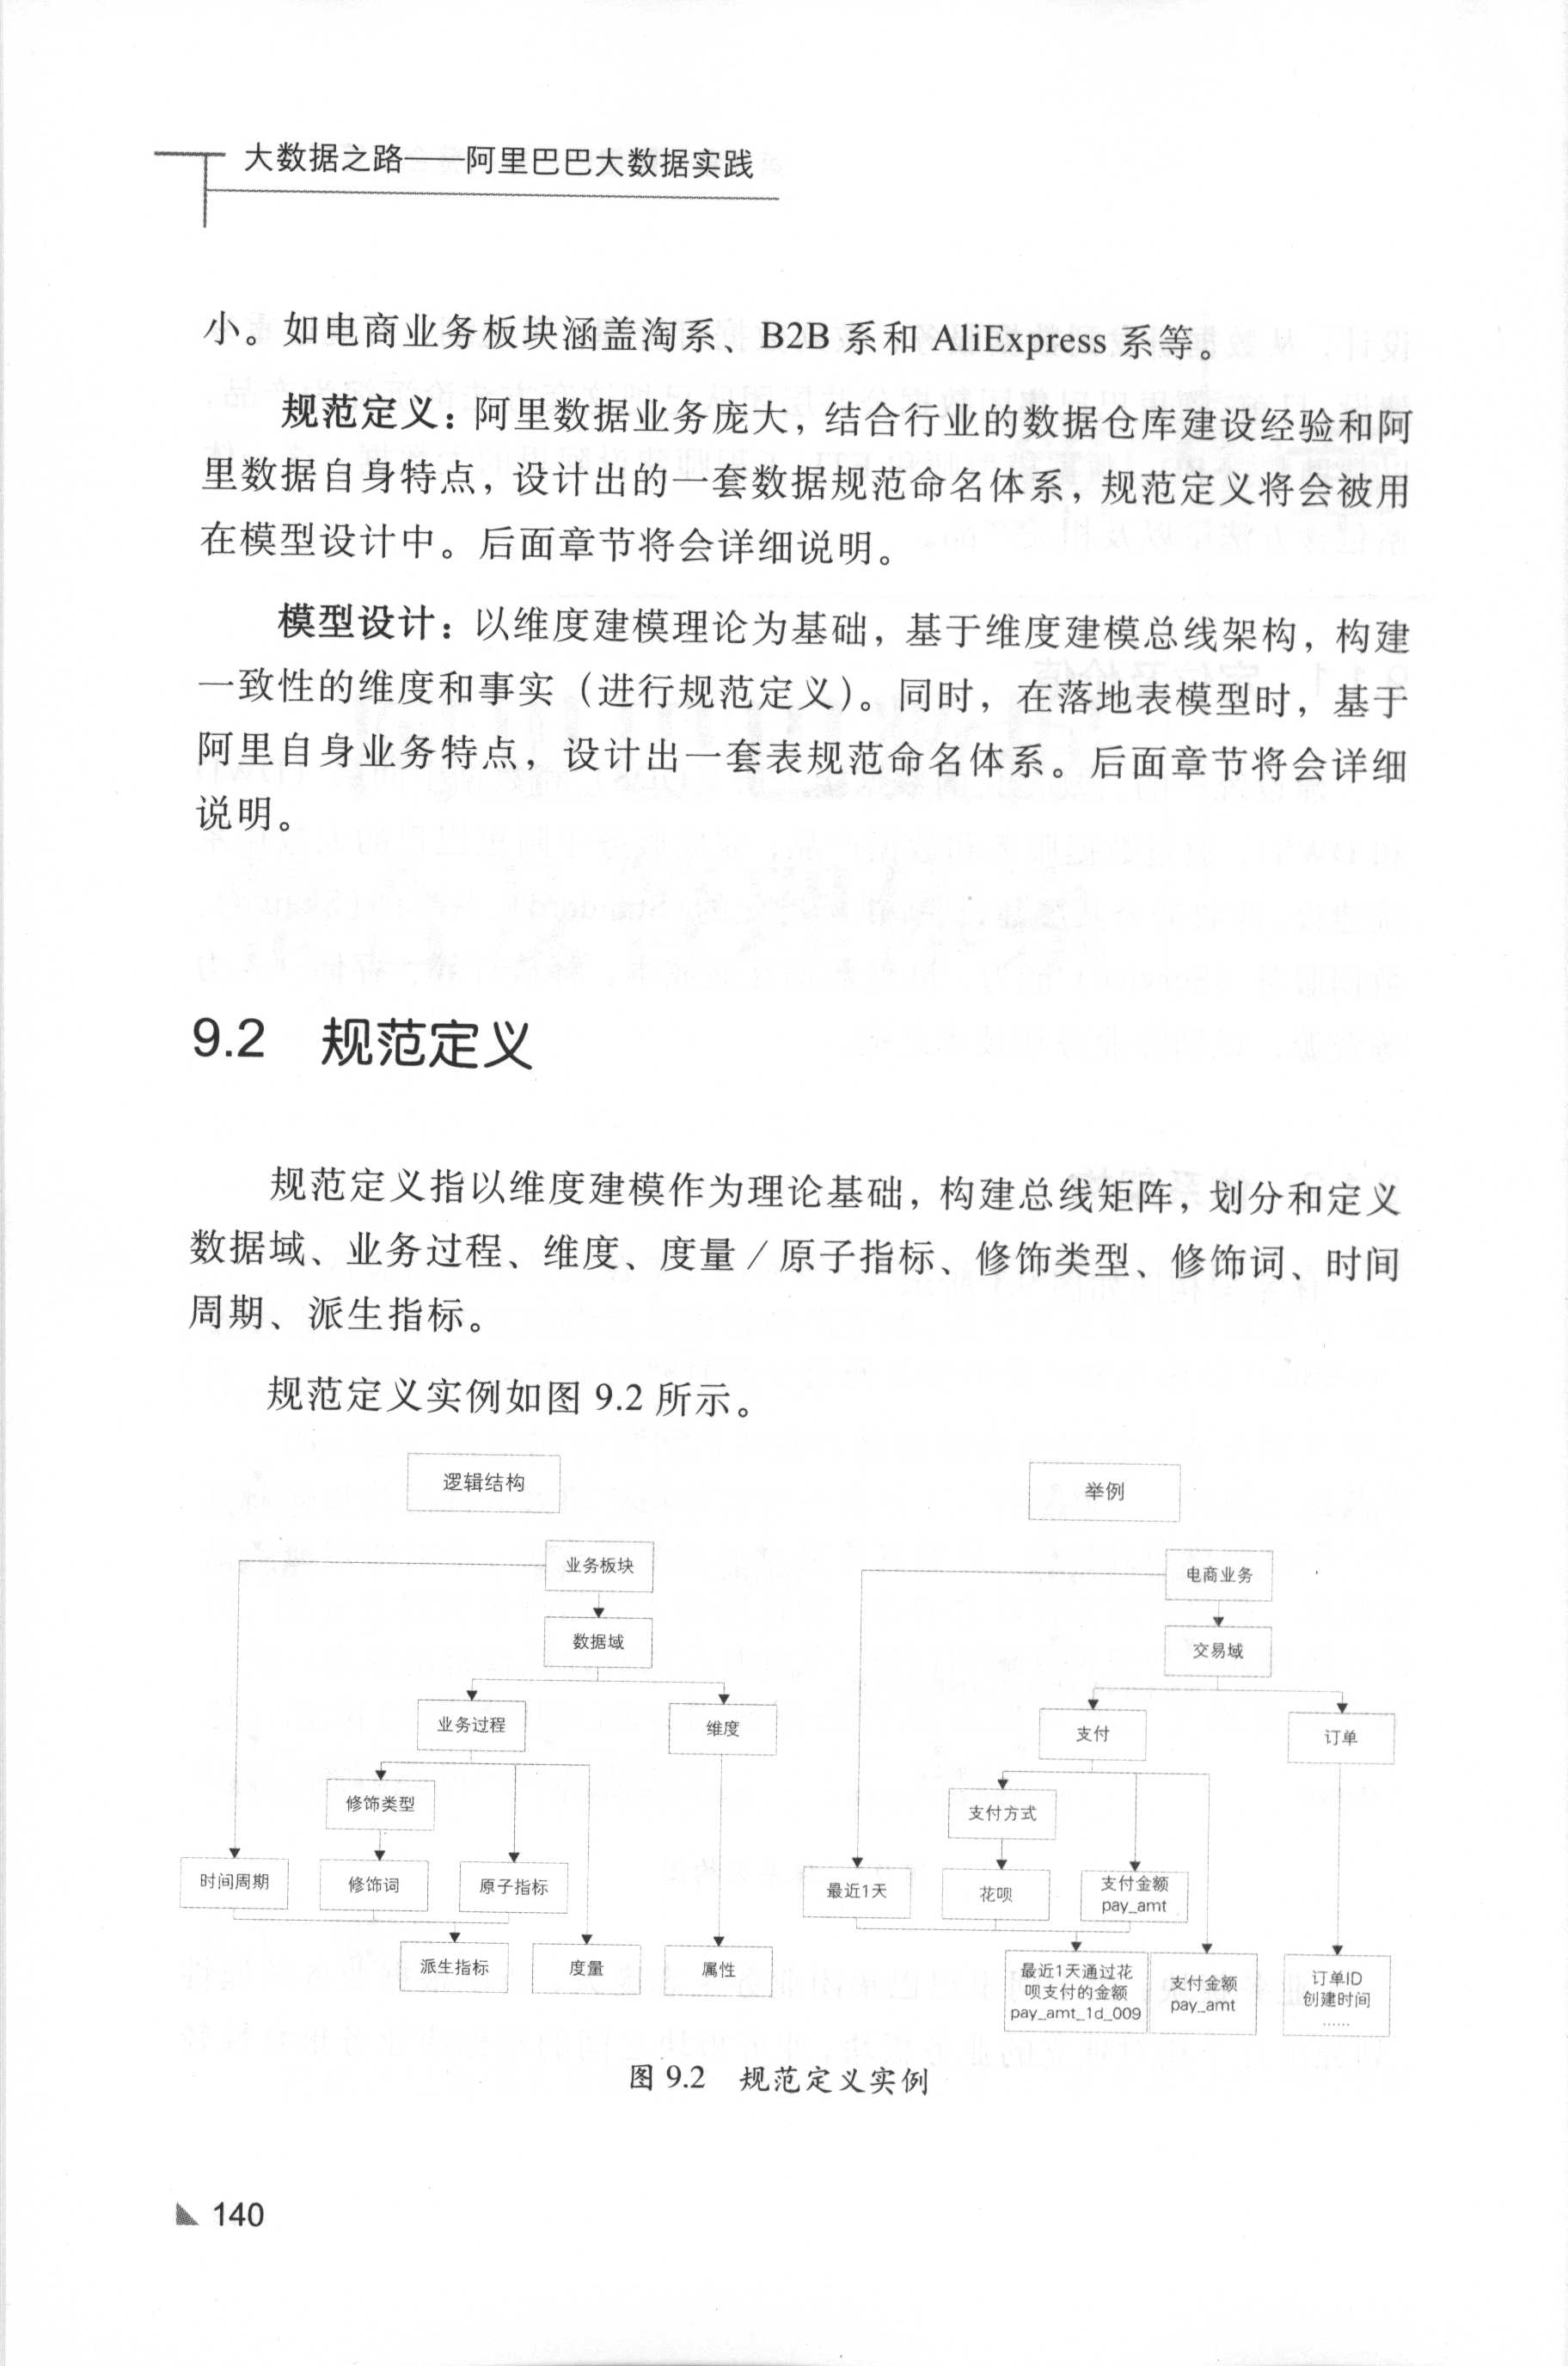 大数据之路——阿里巴巴大数据实践
小。如电商业务板块涵盖淘系、B2B 系和 AliExpress 系等。
规范定义：阿里数据业务庞大，结合行业的数据仓库建设经验和阿
里数据自身特点，设计出的一套数据规范命名体系，规范定义将会被用
在模型设计中。后面章节将会详细说明。
模型设计：以维度建模理论为基础，基于维度建模总线架构，构建
一致性的维度和事实（进行规范定义）。同时，在落地表模型时，基于
阿里自身业务特点，设计出一套表规范命名体系。后面章节将会详细
说明。
9.2 规范定义
规范定义指以维度建模作为理论基础，构建总线矩阵，划分和定义
数据域、业务过程、维度、度量／原子指标、修饰类型、修饰词、时间
周期、派生指标。
规范定义实例如图 9.2 所示。
逻辑结构
业务板块
数据域
业务过程
维度
修饰类型
时间周期
修饰词
原子指标
派生指标
度量
属性
举例
电商业务
交易域
支付
订单
支付方式
最近1天
花呗
支付金额
pay_amt
最近1天通过花
呗支付的金额
pay_amt_1d_009
支付金额
pay_amt
订单ID
创建时间
……
图 9.2 规范定义实例
140